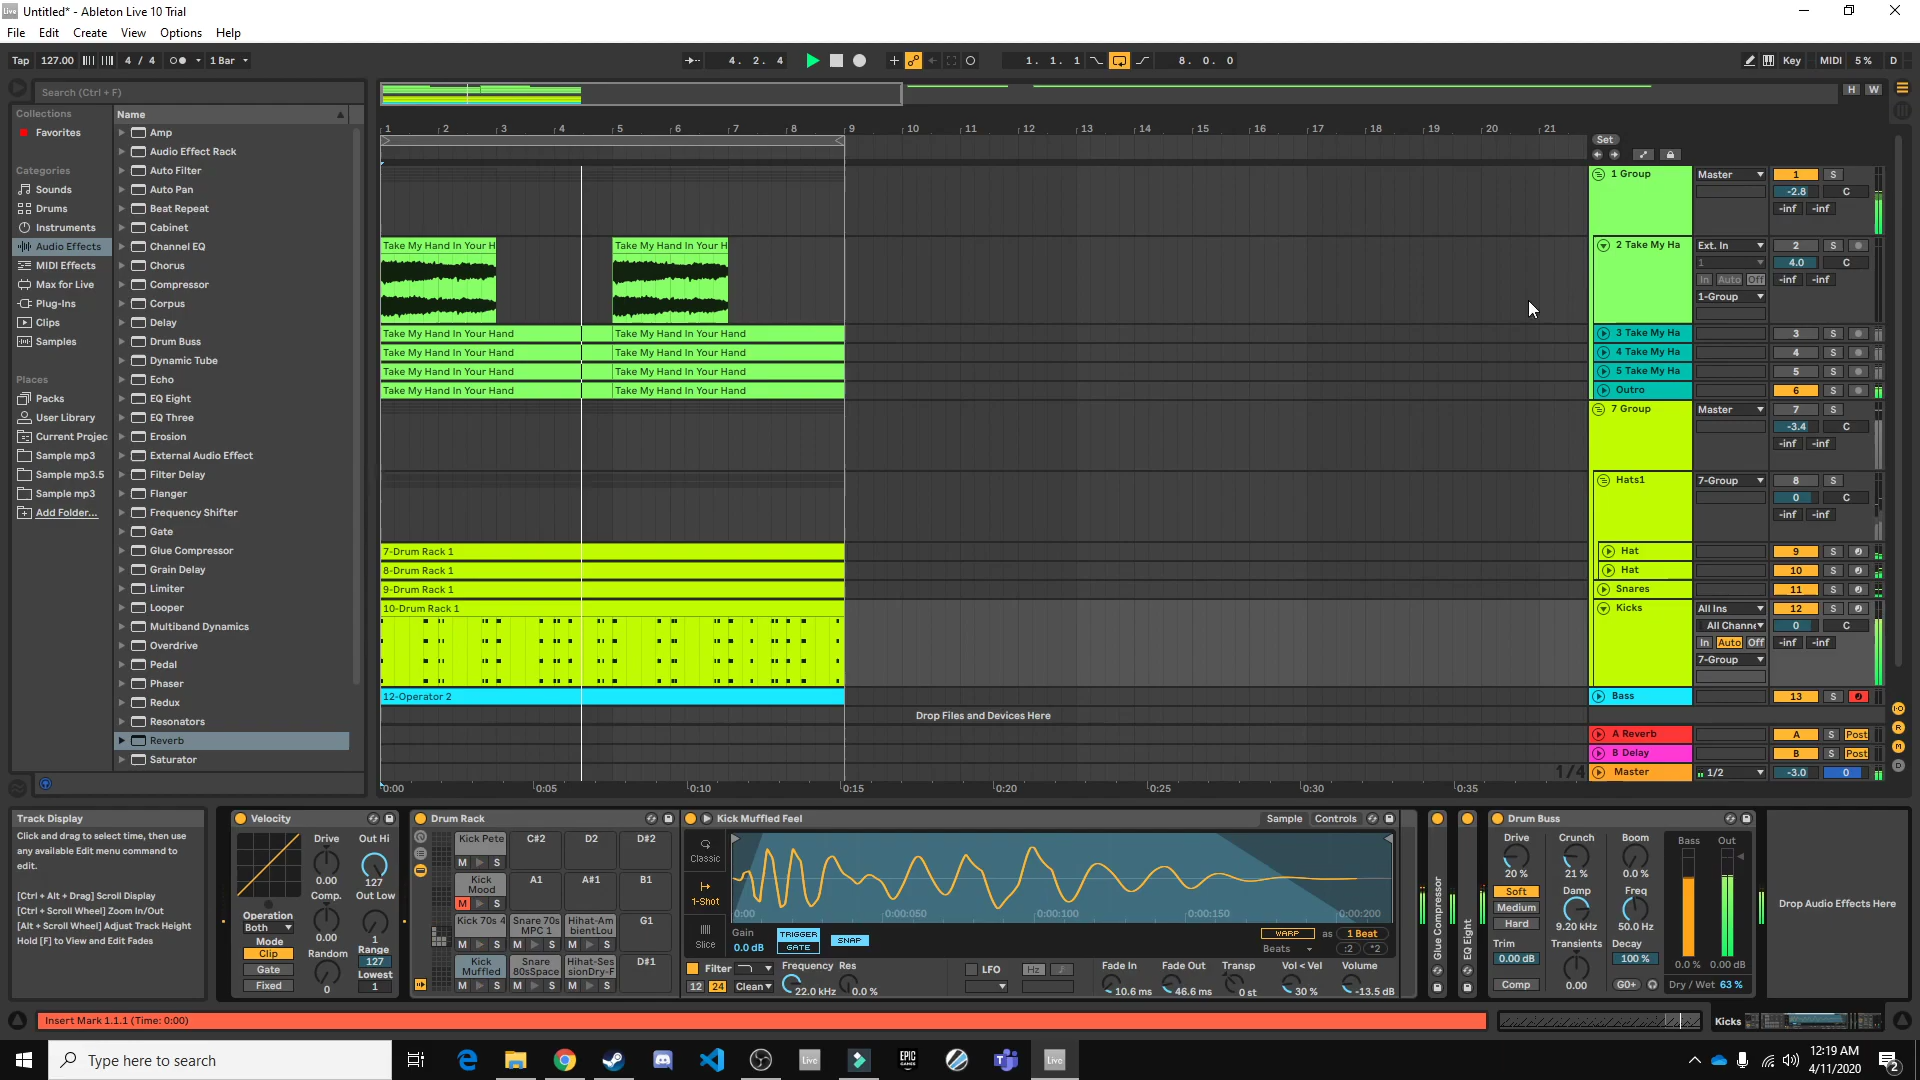 Untitled* - Ableton Live 10 Trial
File Edit Create View Options Help
Tap 127.00 4 / 4 1 Bar 4. 2. 4 1. 1. 1 8. 0. 0 Key MIDI 5 % D
Search (Ctrl + F)
H W
Collections
Favorites
Categories
Sounds
Drums
Instruments
Audio Effects
MIDI Effects
Max for Live
Plug-Ins
Clips
Samples
Places
Packs
User Library
Current Projec
Sample mp3
Sample mp3.5
Sample mp3
Add Folder...
Name
Amp
Audio Effect Rack
Auto Filter
Auto Pan
Beat Repeat
Cabinet
Channel EQ
Chorus
Compressor
Corpus
Delay
Drum Buss
Dynamic Tube
Echo
EQ Eight
EQ Three
Erosion
External Audio Effect
Filter Delay
Flanger
Frequency Shifter
Gate
Glue Compressor
Grain Delay
Limiter
Looper
Multiband Dynamics
Overdrive
Pedal
Phaser
Redux
Resonators
Reverb
Saturator
1 2 3 4 5 6 7 8 9 10 11 12 13 14 15 16 17 18 19 20 21
Set
Take My Hand In Your H Take My Hand In Your H
Take My Hand In Your Hand Take My Hand In Your Hand
Take My Hand In Your Hand Take My Hand In Your Hand
Take My Hand In Your Hand Take My Hand In Your Hand
Take My Hand In Your Hand Take My Hand In Your Hand
7-Drum Rack 1
8-Drum Rack 1
9-Drum Rack 1
10-Drum Rack 1
12-Operator 2
Drop Files and Devices Here
1/4
0:00 0:05 0:10 0:15 0:20 0:25 0:30 0:35
1 Group Master 1 S
-2.8 C
-inf -inf
2 Take My Ha Ext. In 2 S
1 4.0 C
In Auto Off -inf -inf
1-Group
3 Take My Ha 3 S
4 Take My Ha 4 S
5 Take My Ha 5 S
Outro 6 S
7 Group Master 7 S
-3.4 C
-inf -inf
Hats1 7-Group 8 S
0 C
-inf -inf
Hat 9 S
Hat 10 S
Snares 11 S
Kicks All Ins 12 S
All Channe 0 C
In Auto Off -inf -inf
7-Group
Bass 13 S
A Reverb A S Post
B Delay B S Post
Master 1/2 -3.0 0
I·O
R
M
D
Track Display
Click and drag to select time, then use
any available Edit menu command to
edit.
[Ctrl + Alt + Drag] Scroll Display
[Ctrl + Scroll Wheel] Zoom In/Out
[Alt + Scroll Wheel] Adjust Track Height
Hold [F] to View and Edit Fades
Velocity
Drive Out Hi
0.00 127
Comp. Out Low
0.00 1
Operation
Both
Mode
Clip
Gate
Fixed
Random
0
Range
127
Lowest
1
Drum Rack
Kick Pete C#2 D2 D#2
M S
Kick Mood A1 A#1 B1
M S
Kick 70s 4 Snare 70s MPC 1 Hihat-Am bientLou G1
M S M S M S
Kick Muffled Snare 80sSpace Hihat-Ses sionDry-F D#1
M S M S M S
Kick Muffled Feel Sample Controls
Classic
1-Shot
Slice
0:00 0:00:050 0:00:100 0:00:150 0:00:200
Gain
0.0 dB
TRIGGER
GATE
SNAP
WARP as 1 Beat
Beats :2 *2
Filter Frequency Res LFO Hz Fade In Fade Out Transp Vol < Vel Volume
12 24 Clean 22.0 kHz 0.0 % 10.6 ms 46.6 ms 0 st 30 % -13.5 dB
Glue Compressor
EQ Eight
Drum Buss
Drive Crunch Boom Bass Out
20 % 21 % 0.0 %
Soft
Medium
Hard
Damp Freq
9.20 kHz 50.0 Hz
Trim Transients Decay
0.00 dB 100 %
Comp 0.00 G0+
0.0 % 0.00 dB
Dry / Wet 63 %
Drop Audio Effects Here
Insert Mark 1.1.1 (Time: 0:00)
Kicks
Type here to search
Live
EPIC GAMES
Live
12:19 AM
4/11/2020
2